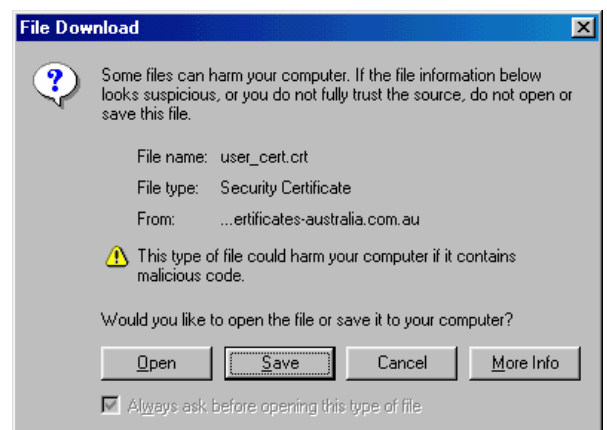 File Download
Some files can harm your computer. If the file information below
looks suspicious, or you do not fully trust the source, do not open or
save this file.
File name: user_cert.crt
File type: Security Certificate
From: ...ertificates-australia.com.au
This type of file could harm your computer if it contains
malicious code.
Would you like to open the file or save it to your computer?
Open Save Cancel More Info
Always ask before opening this type of file